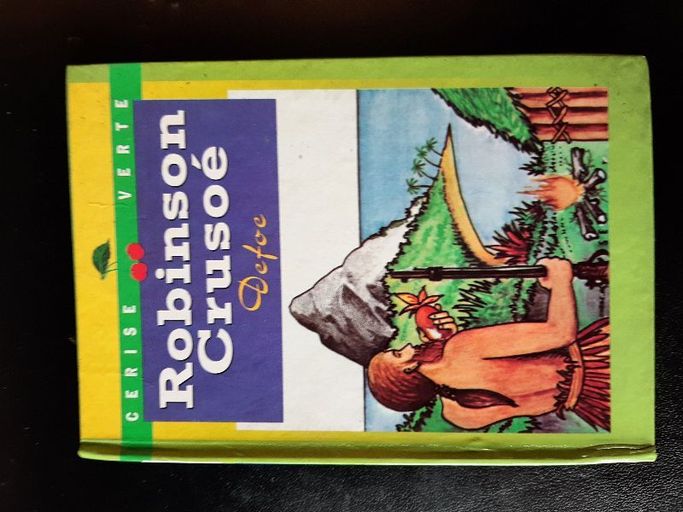 CERISE VERTE
Robinson
Crusoé
Defoe